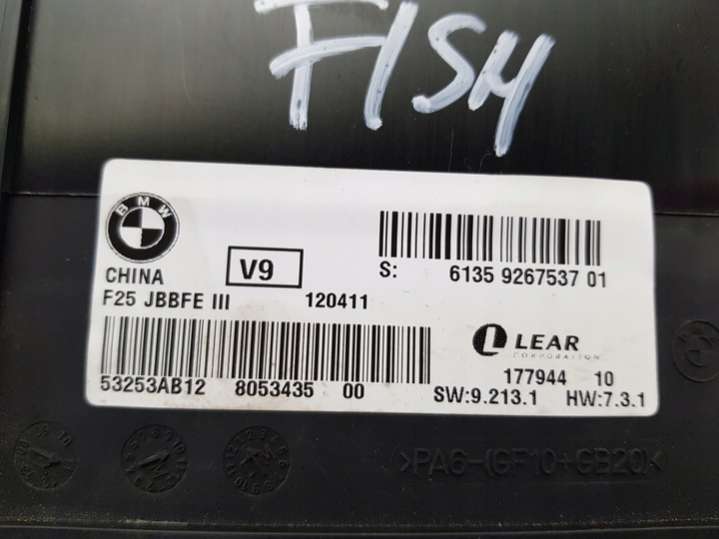 FISH
BMW
CHINA
V9
S: 6135 9267537 01
F25 JBBFE III 120411
LEAR
CORPORATION
53253AB12 8053435 00
177944 10
SW:9.213.1 HW:7.3.1
>PA6-(GF10+GB20)<